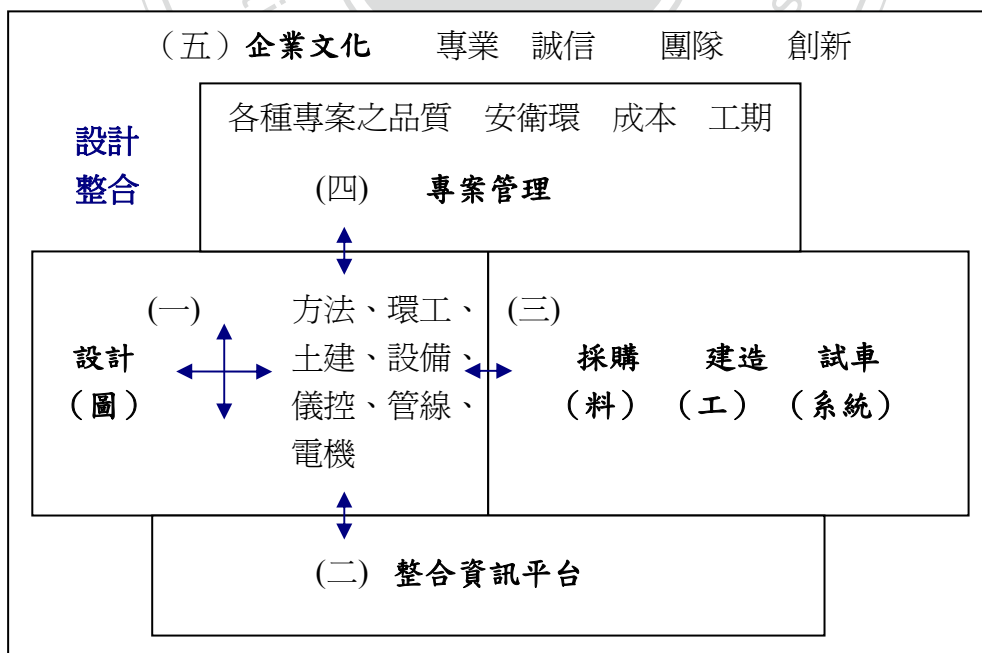 （五）企業文化 專業 誠信 團隊 創新
各種專案之品質 安衛環 成本 工期
設計
整合
(四) 專案管理
(一)
設計
（圖）
方法、環工、
土建、設備、
儀控、管線、
電機
(三)
採購 建造 試車
（料） （工） （系統）
(二) 整合資訊平台